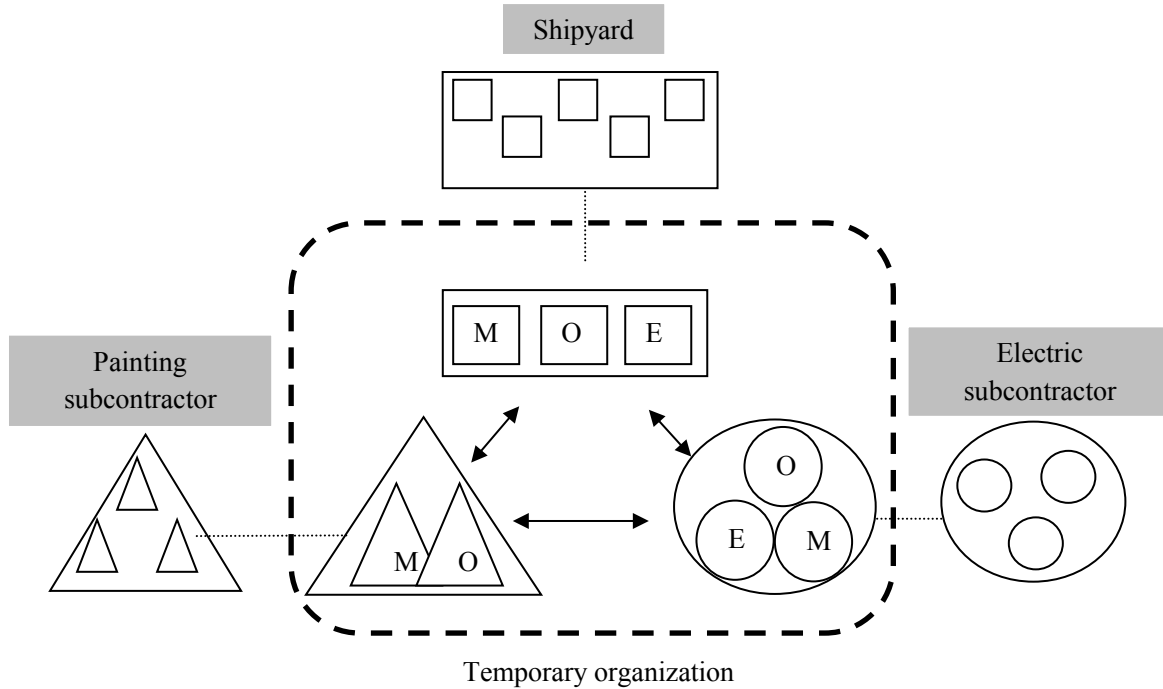 Shipyard
M O E
Painting
subcontractor
Electric
subcontractor
O
M O
E M
Temporary organization